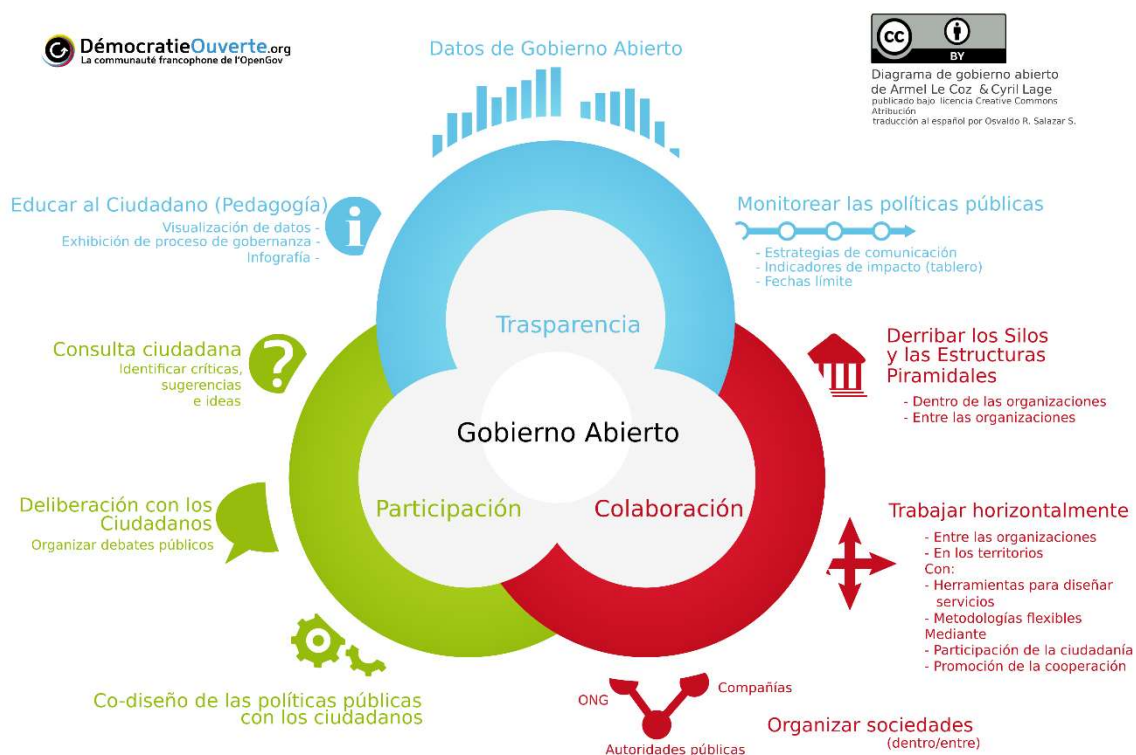 DémocratieOuverte.org
La communauté francophone de l'OpenGov
Datos de Gobierno Abierto
cc
BY
Diagrama de gobierno abierto
de Armel Le Coz & Cyril Lage
publicado bajo licencia Creative Commons
Atribución
traducción al español por Osvaldo R. Salazar S.
Educar al Ciudadano (Pedagogía)
Visualización de datos -
Exhibición de proceso de gobernanza -
Infografía -
i
Monitorear las políticas públicas
- Estrategias de comunicación
- Indicadores de impacto (tablero)
- Fechas límite
Trasparencia
Consulta ciudadana
Identificar críticas,
sugerencias
e ideas
?
Derribar los Silos
y las Estructuras
Piramidales
- Dentro de las organizaciones
- Entre las organizaciones
Gobierno Abierto
Participación
Colaboración
Deliberación con los
Ciudadanos
Organizar debates públicos
Trabajar horizontalmente
- Entre las organizaciones
- En los territorios
Con:
- Herramientas para diseñar
servicios
- Metodologías flexibles
Mediante
- Participación de la ciudadanía
- Promoción de la cooperación
Co-diseño de las políticas públicas
con los ciudadanos
ONG
Compañías
Autoridades públicas
Organizar sociedades
(dentro/entre)